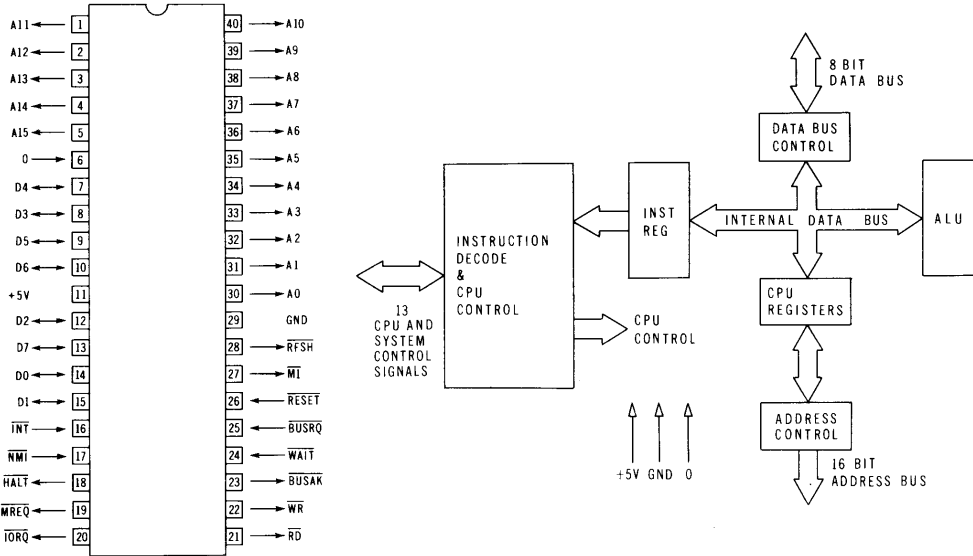 A11 1
A12 2
A13 3
A14 4
A15 5
0 6
D4 7
D3 8
D5 9
D6 10
+5V 11
D2 12
D7 13
D0 14
D1 15
INT 16
NMI 17
HALT 18
MREQ 19
IORQ 20
40 A10
39 A9
38 A8
37 A7
36 A6
35 A5
34 A4
33 A3
32 A2
31 A1
30 A0
29 GND
28 RFSH
27 M1
26 RESET
25 BUSRQ
24 WAIT
23 BUSAK
22 WR
21 RD
13
CPU AND
SYSTEM
CONTROL
SIGNALS
INSTRUCTION
DECODE
&
CPU
CONTROL
INST
REG
CPU
CONTROL
+5V GND 0
8 BIT
DATA BUS
DATA BUS
CONTROL
INTERNAL DATA BUS
ALU
CPU
REGISTERS
ADDRESS
CONTROL
16 BIT
ADDRESS BUS